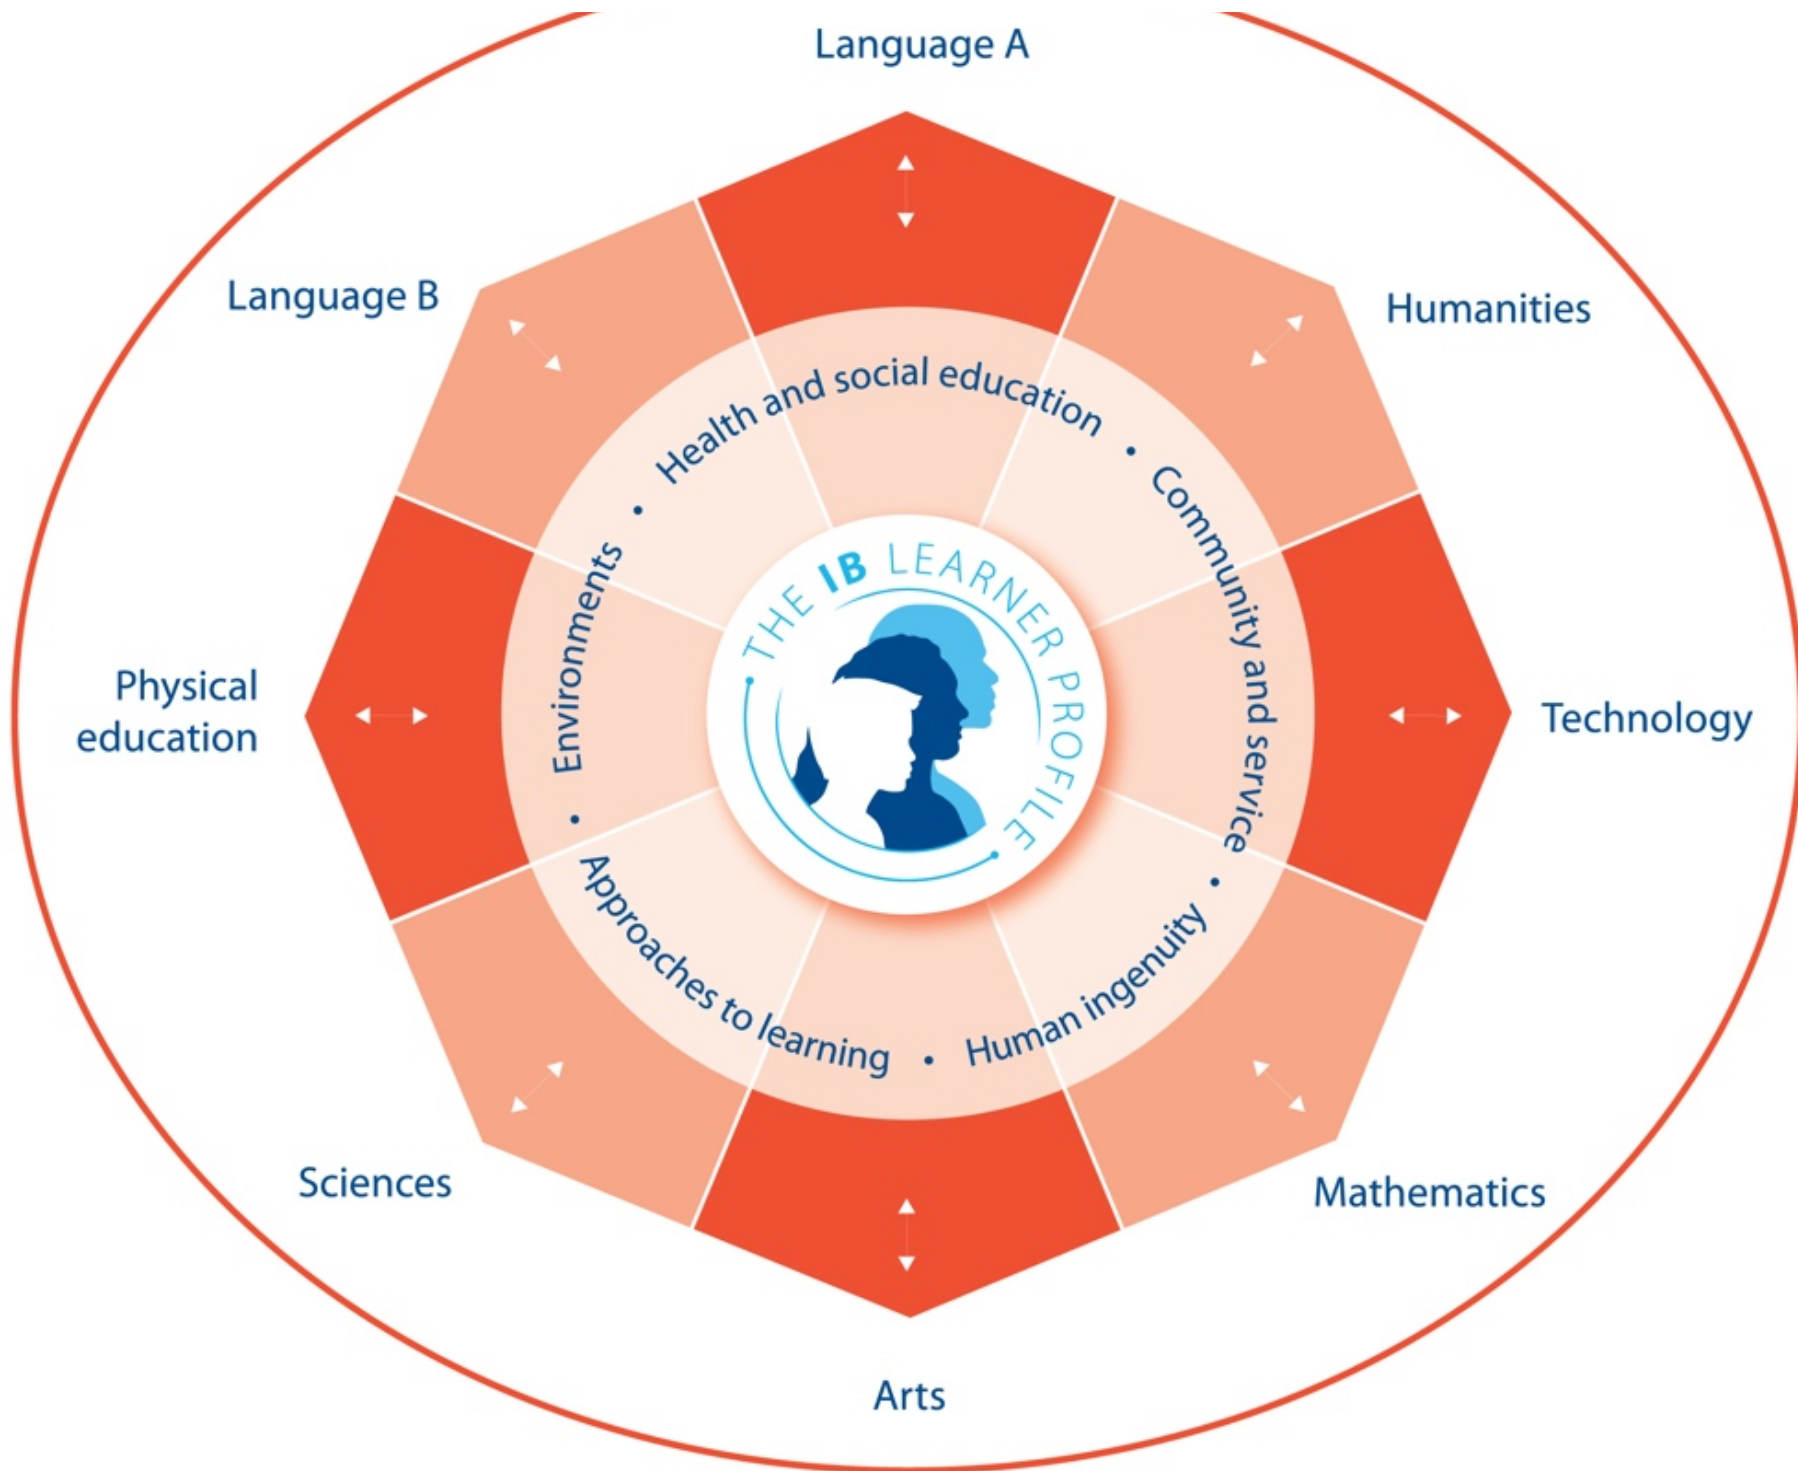 Language A
Language B
Humanities
Health and social education
•
Community and service
•
Human ingenuity
•
Approaches to learning
•
Environments
•
THE IB LEARNER PROFILE
Physical
education
Technology
Sciences
Mathematics
Arts